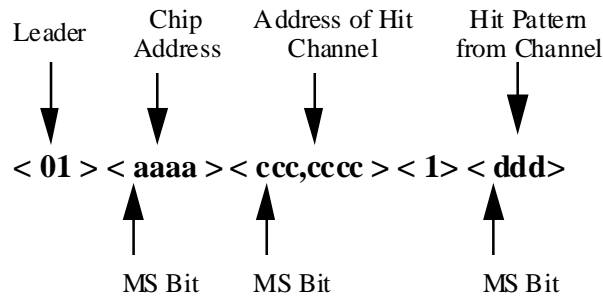 Leader
Chip Address
Address of Hit Channel
Hit Pattern from Channel
< 01 > < aaaa > < ccc,cccc > < 1> < ddd>
MS Bit MS Bit MS Bit